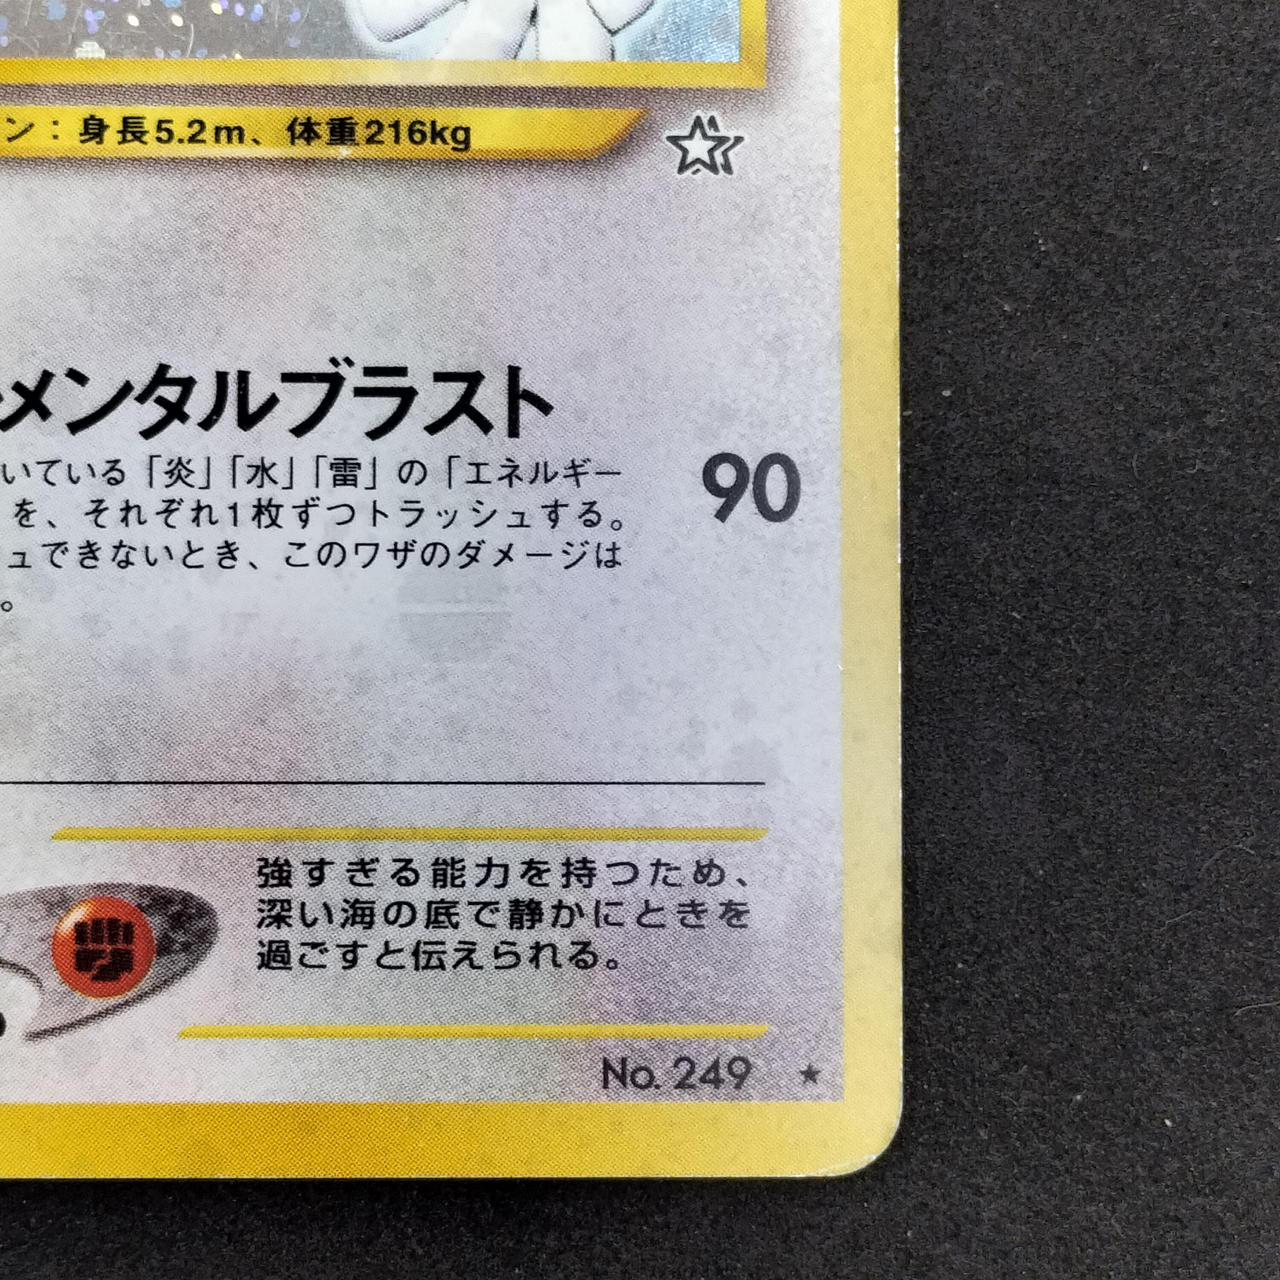 ン：身長5.2m、体重216kg
メンタルブラスト
いている「炎」「水」「雷」の「エネルギー
90
を、それぞれ1枚ずつトラッシュする。
ュできないとき、このワザのダメージは
。
強すぎる能力を持つため、
深い海の底で静かにときを
過ごすと伝えられる。
No. 249 ★